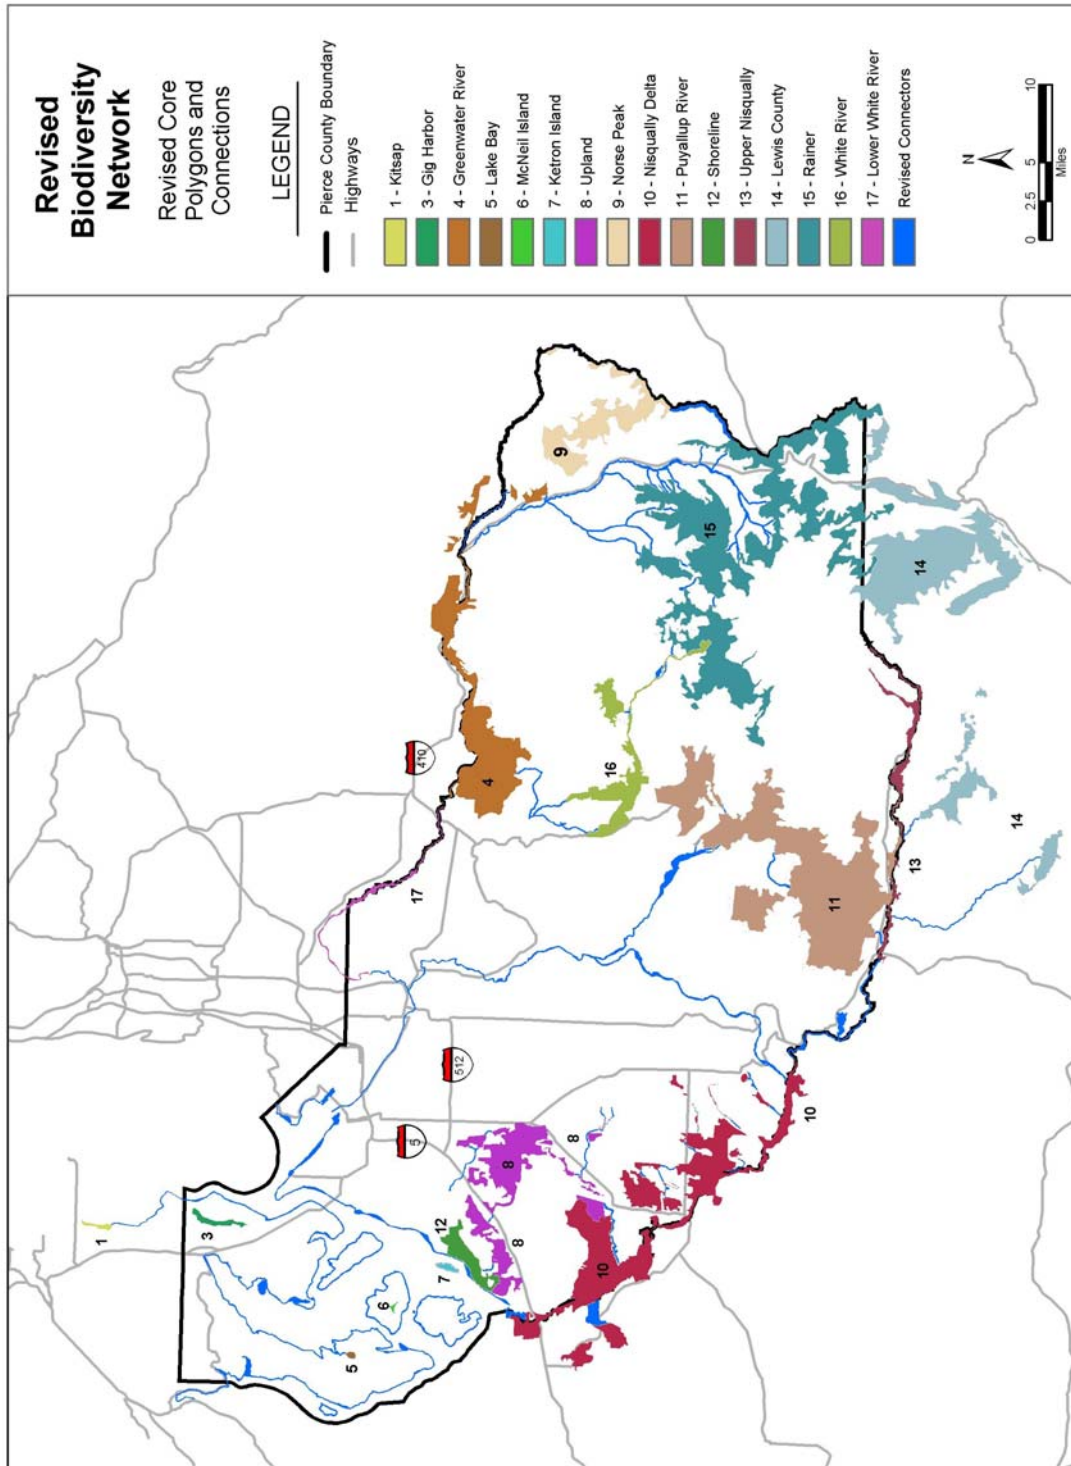 Revised
Biodiversity
Network
Revised Core
Polygons and
Connections
LEGEND
Pierce County Boundary
Highways
1 - Kitsap
3 - Gig Harbor
4 - Greenwater River
5 - Lake Bay
6 - McNeil Island
7 - Ketron Island
8 - Upland
9 - Norse Peak
10 - Nisqually Delta
11 - Puyallup River
12 - Shoreline
13 - Upper Nisqually
14 - Lewis County
15 - Rainer
16 - White River
17 - Lower White River
Revised Connectors
N
0 2.5 5 10
Miles
1
3
5
6
7
12
8
8
8
10
10
17
4
16
11
13
14
14
15
9
410
512
5